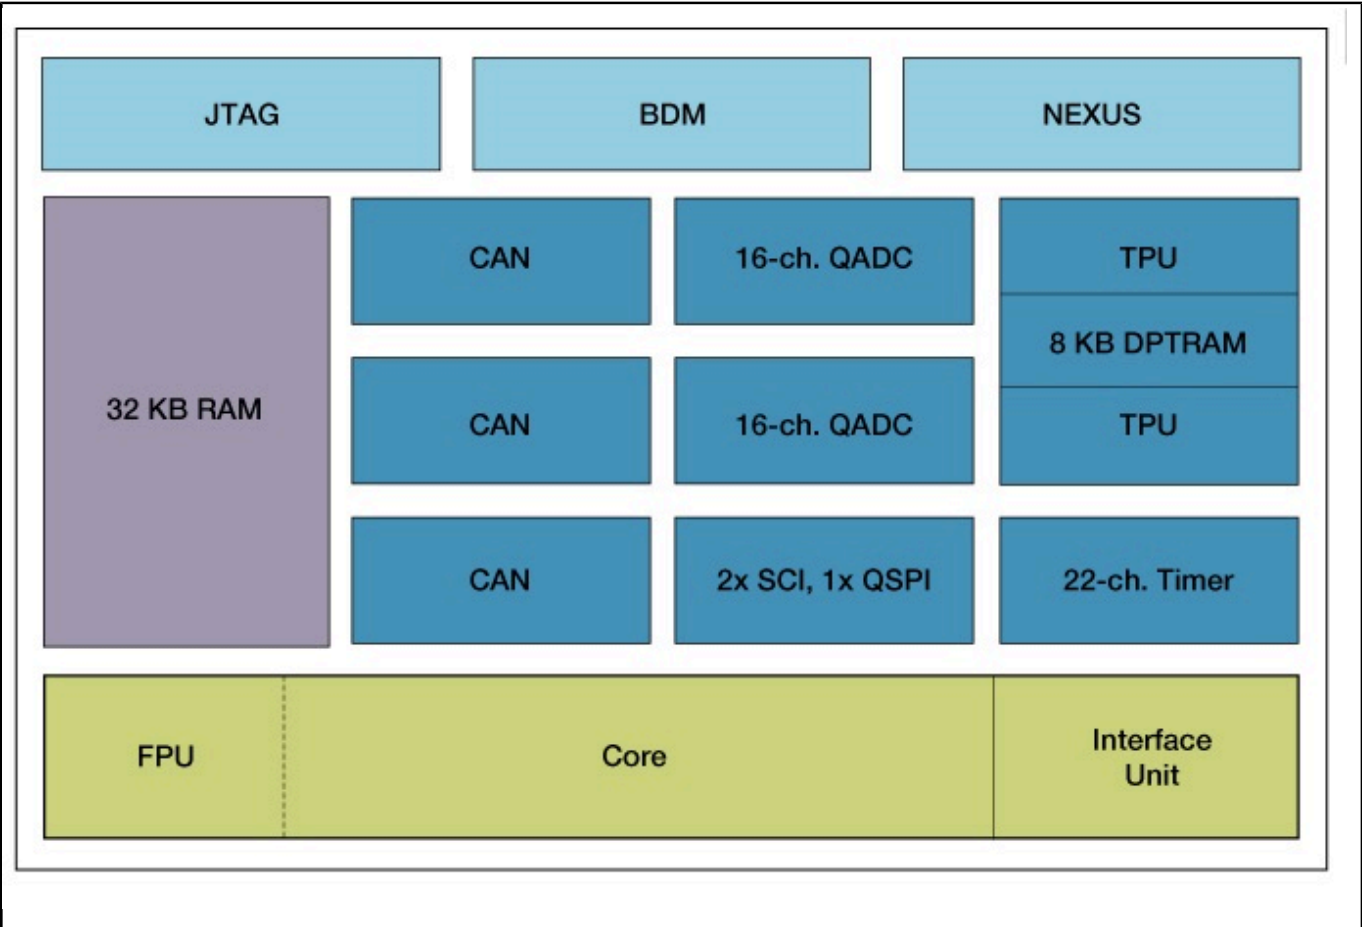 JTAG
BDM
NEXUS
32 KB RAM
CAN
16-ch. QADC
TPU
8 KB DPTRAM
CAN
16-ch. QADC
TPU
CAN
2x SCI, 1x QSPI
22-ch. Timer
FPU
Core
Interface
Unit